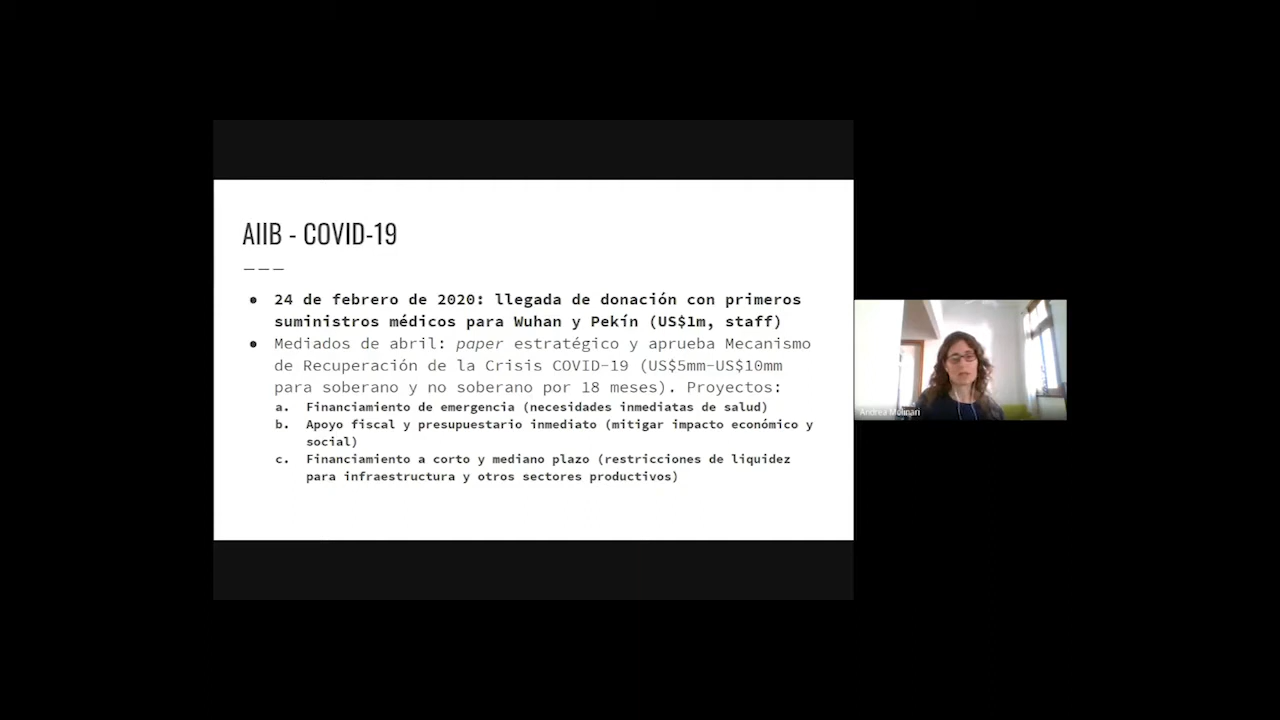 AIIB - COVID-19
———
● 24 de febrero de 2020: llegada de donación con primeros
suministros médicos para Wuhan y Pekín (US$1m, staff)
● Mediados de abril: paper estratégico y aprueba Mecanismo
de Recuperación de la Crisis COVID-19 (US$5mm-US$10mm
para soberano y no soberano por 18 meses). Proyectos:
a. Financiamiento de emergencia (necesidades inmediatas de salud)
b. Apoyo fiscal y presupuestario inmediato (mitigar impacto económico y
social)
c. Financiamiento a corto y mediano plazo (restricciones de liquidez
para infraestructura y otros sectores productivos)
Andrea Molinari